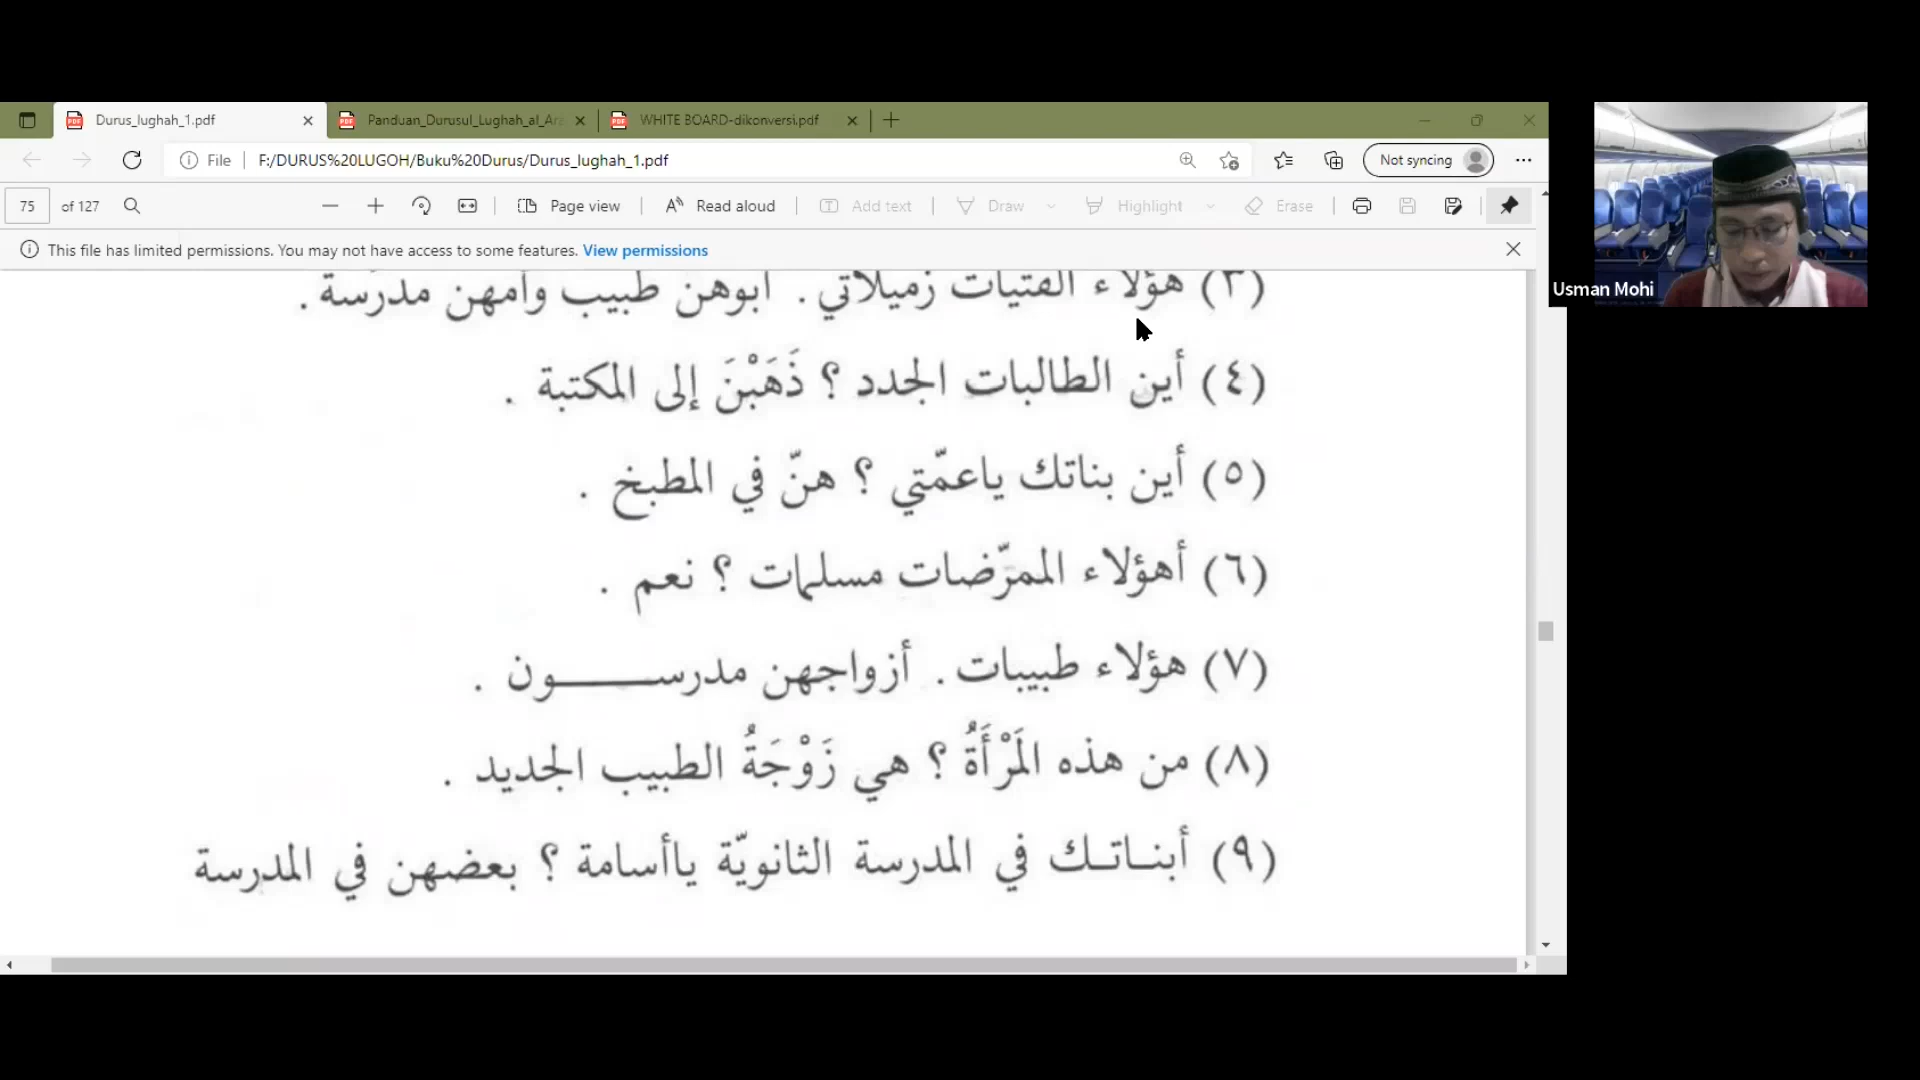 Durus_lughah_1.pdf
Panduan_Durusul_Lughah_al_Ara
WHITE BOARD-dikonversi.pdf
File F:/DURUS%20LUGOH/Buku%20Durus/Durus_lughah_1.pdf
Not syncing
75 of 127
Page view
Read aloud
Add text
Draw
Highlight
Erase
This file has limited permissions. You may not have access to some features. View permissions
(٣) هؤلاء الفتيات زميلاتي . أبوهن طبيب وأمهن مدرسة .
(٤) أين الطالبات الجدد ؟ ذَهَبْنَ إلى المكتبة .
(٥) أين بناتك ياعمّتي ؟ هنّ في المطبخ .
(٦) أهؤلاء الممرّضات مسلمات ؟ نعم .
(٧) هؤلاء طبيبات . أزواجهن مدرســـــون .
(٨) من هذه المَرْأَةُ ؟ هي زَوْجَةُ الطبيب الجديد .
(٩) أبنـاتـك في المدرسة الثانويّة ياأسامة ؟ بعضهن في المدرسة
Usman Mohi